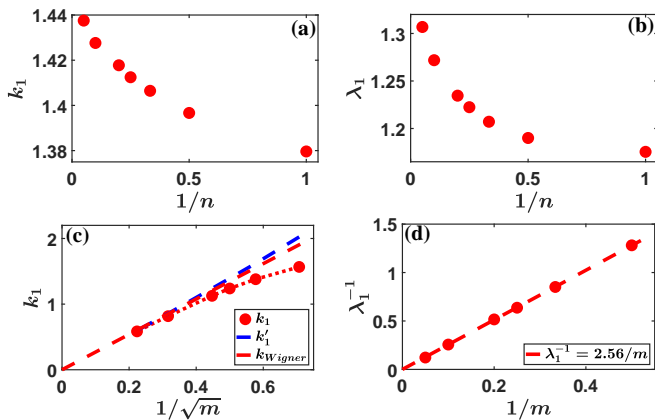 (a)
k₁
1.44
1.42
1.4
1.38
0
0.5
1
1/n
(b)
λ₁
1.3
1.25
1.2
0
0.5
1
1/n
(c)
k₁
2
1
0
0
0.2
0.4
0.6
1/√m
k₁
k₁′
k_Wigner
(d)
λ₁⁻¹
1.5
1
0.5
0
0
0.2
0.4
1/m
λ₁⁻¹ = 2.56/m